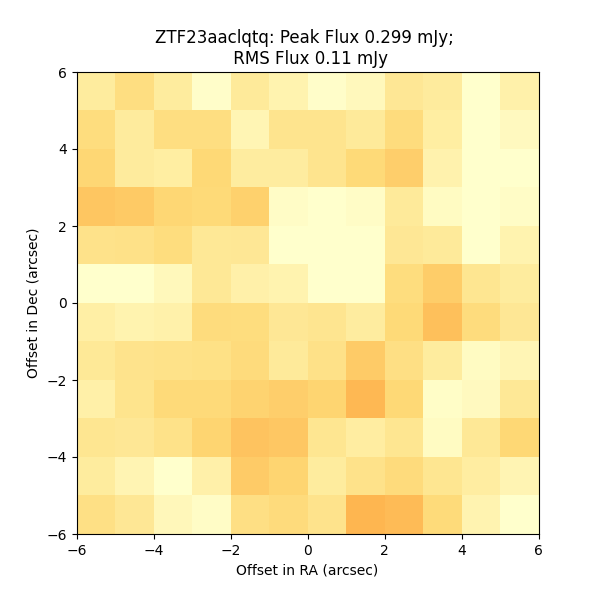 ZTF23aaclqtq: Peak Flux 0.299 mJy;
RMS Flux 0.11 mJy
6
4
2
0
−2
−4
−6
Offset in Dec (arcsec)
−6 −4 −2 0 2 4 6
Offset in RA (arcsec)